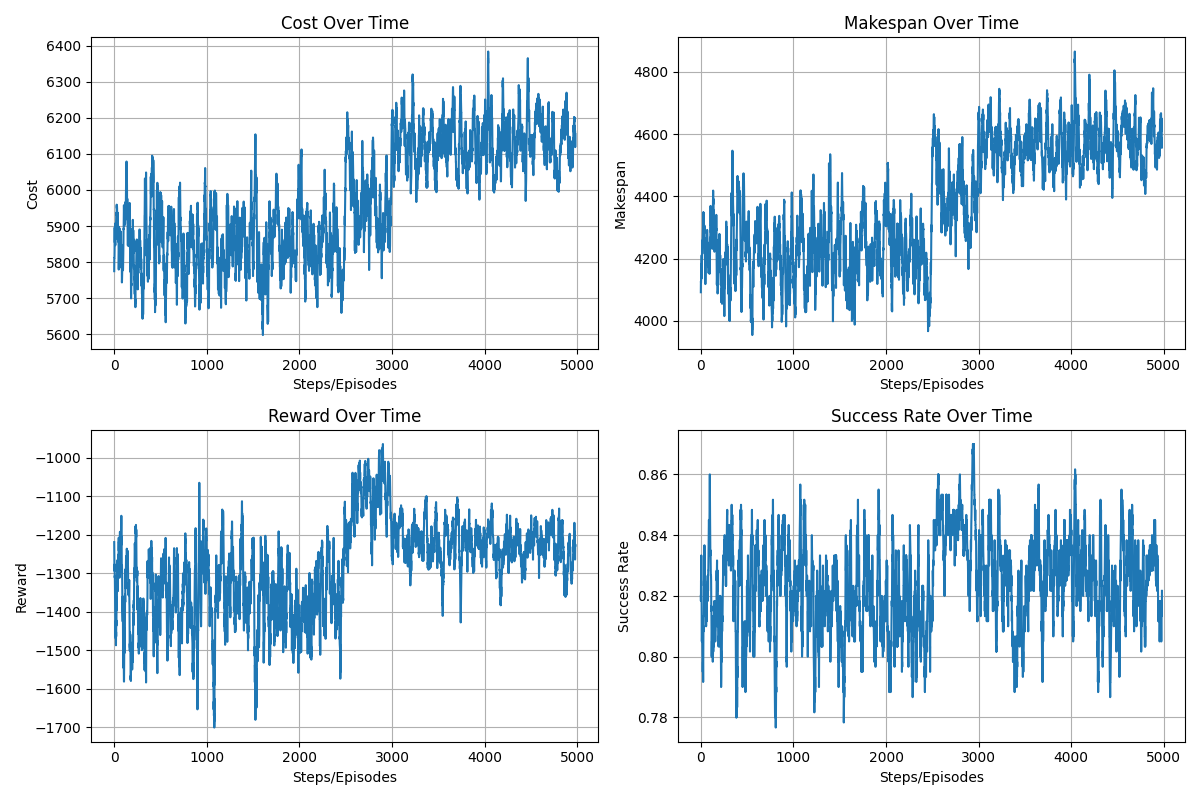 Cost Over Time
Cost
6400
6300
6200
6100
6000
5900
5800
5700
5600
0 1000 2000 3000 4000 5000
Steps/Episodes
Makespan Over Time
Makespan
4800
4600
4400
4200
4000
0 1000 2000 3000 4000 5000
Steps/Episodes
Reward Over Time
Reward
−1000
−1100
−1200
−1300
−1400
−1500
−1600
−1700
0 1000 2000 3000 4000 5000
Steps/Episodes
Success Rate Over Time
Success Rate
0.86
0.84
0.82
0.80
0.78
0 1000 2000 3000 4000 5000
Steps/Episodes